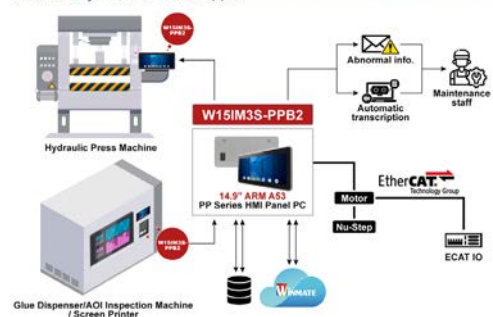 W15IM3S-
PPB2
Abnormal info.
Automatic
transcription
Maintenance
staff
Hydraulic Press Machine
W15IM3S-PPB2
14.9" ARM A53
PP Series HMI Panel PC
EtherCAT
Technology Group
Motor
Nu-Step
ECAT IO
W15IM3S-
PPB2
WINMATE
Glue Dispenser/AOI Inspection Machine
/ Screen Printer